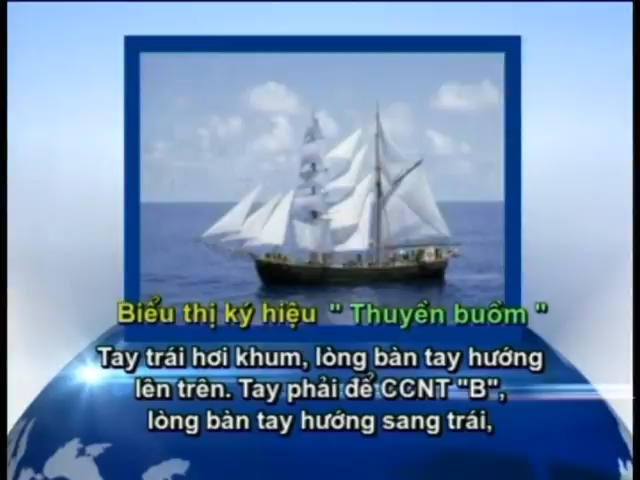 Biểu thị ký hiệu " Thuyền buồm "
Tay trái hơi khum, lòng bàn tay hướng
lên trên. Tay phải để CCNT "B",
lòng bàn tay hướng sang trái,